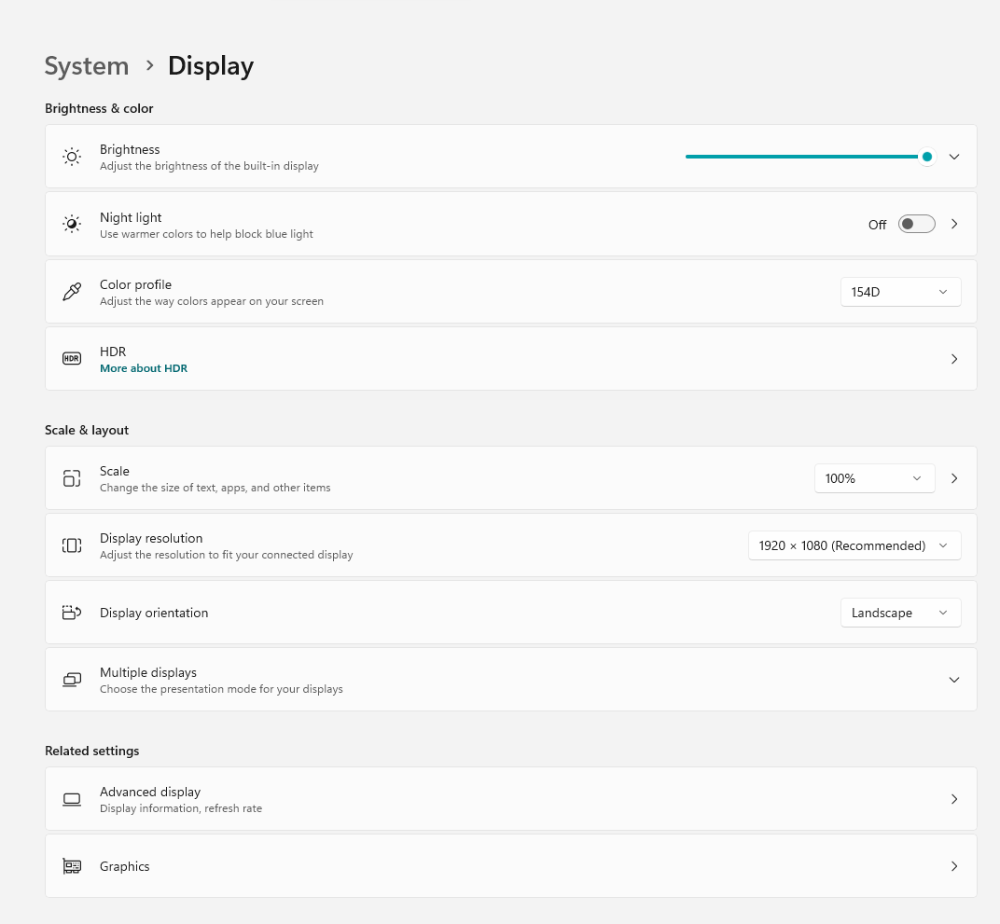 System > Display
Brightness & color
Brightness
Adjust the brightness of the built-in display
Night light
Use warmer colors to help block blue light
Off
Color profile
Adjust the way colors appear on your screen
154D
HDR
HDR
More about HDR
Scale & layout
Scale
Change the size of text, apps, and other items
100%
Display resolution
Adjust the resolution to fit your connected display
1920 × 1080 (Recommended)
Display orientation
Landscape
Multiple displays
Choose the presentation mode for your displays
Related settings
Advanced display
Display information, refresh rate
Graphics